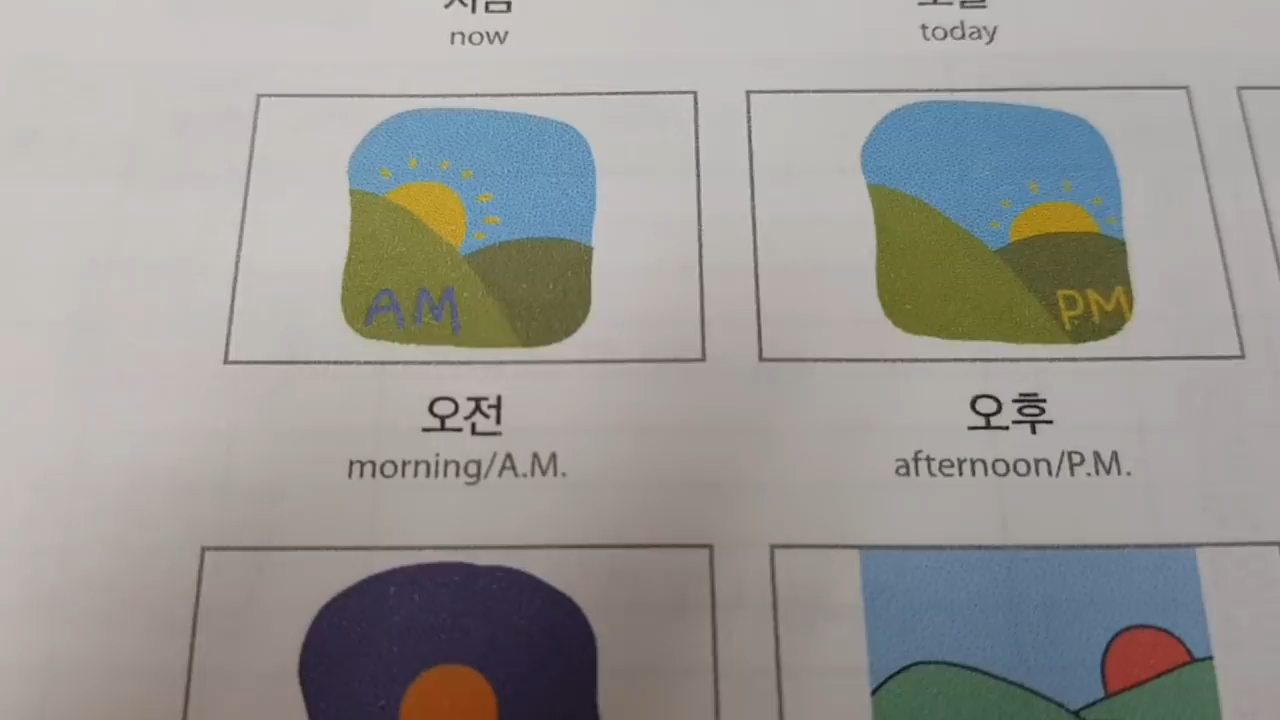 now
today
AM
PM
오전
오후
morning/A.M.
afternoon/P.M.